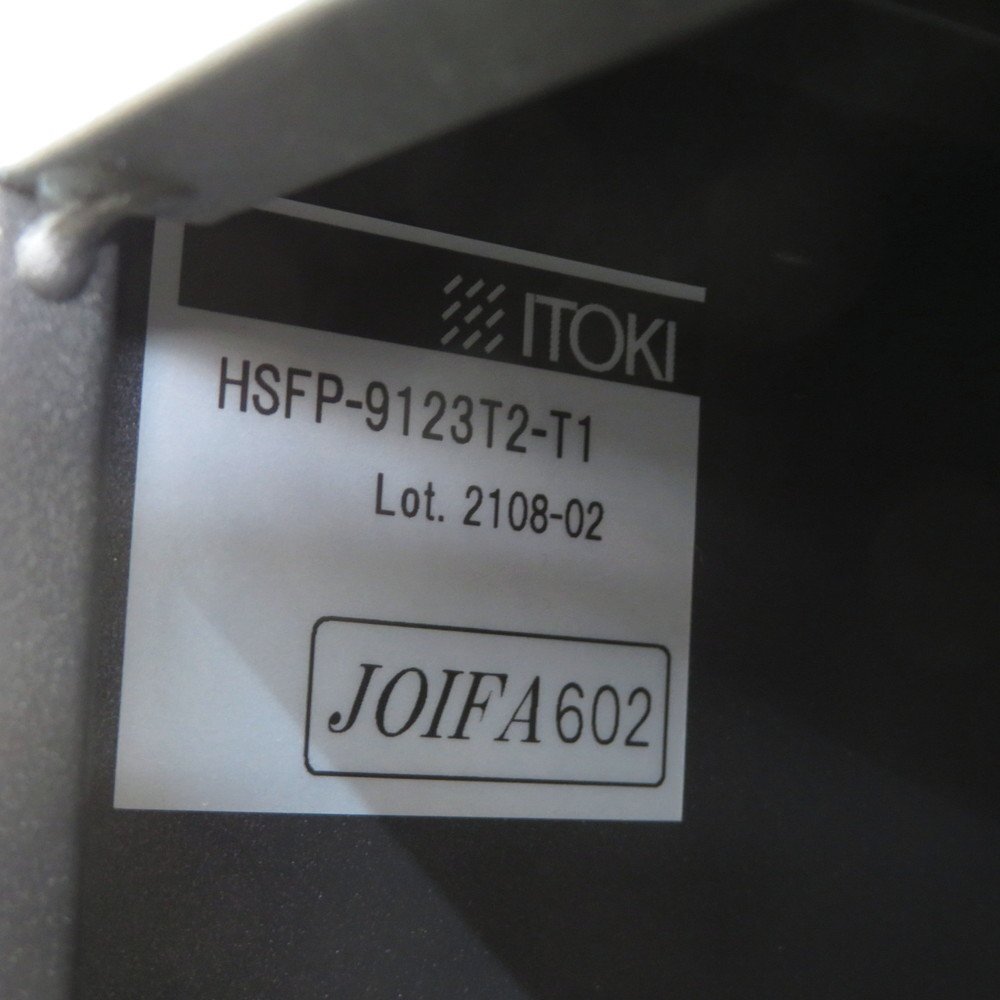 ITOKI
HSFP-9123T2-T1
Lot. 2108-02
JOIFA602